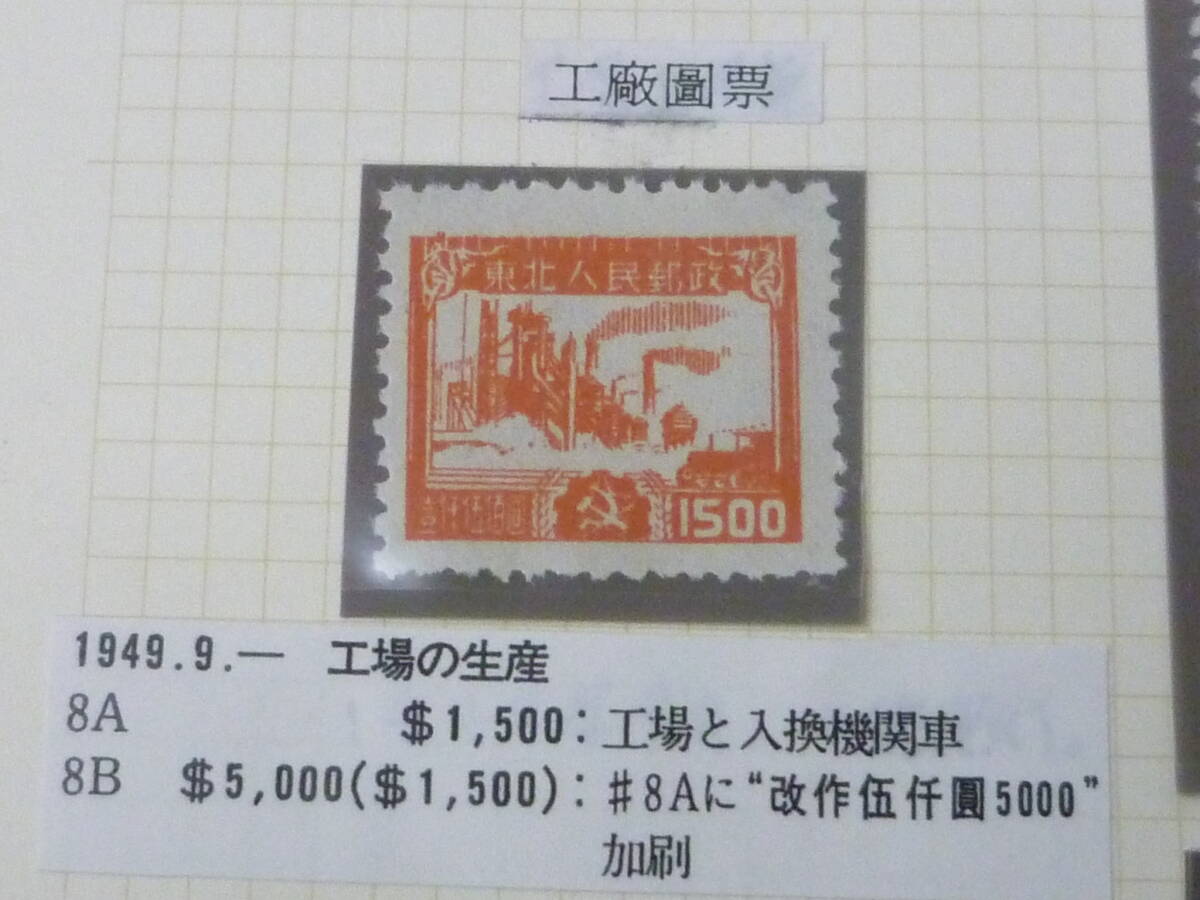 工廠圖票
東北人民郵政
壹仟伍佰圓
1500
1949.9.— 工場の生産
8A $1,500：工場と入換機関車
8B $5,000($1,500)：#8Aに“改作伍仟圓5000”
加刷